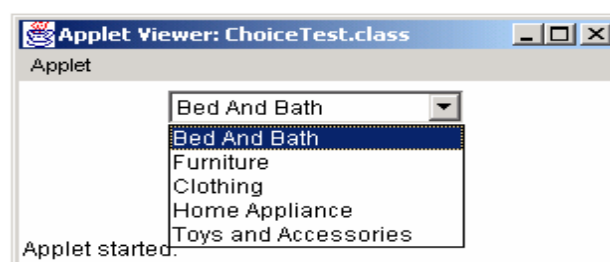 Applet Viewer: ChoiceTest.class
Applet
Bed And Bath
Bed And Bath
Furniture
Clothing
Home Appliance
Toys and Accessories
Applet started.